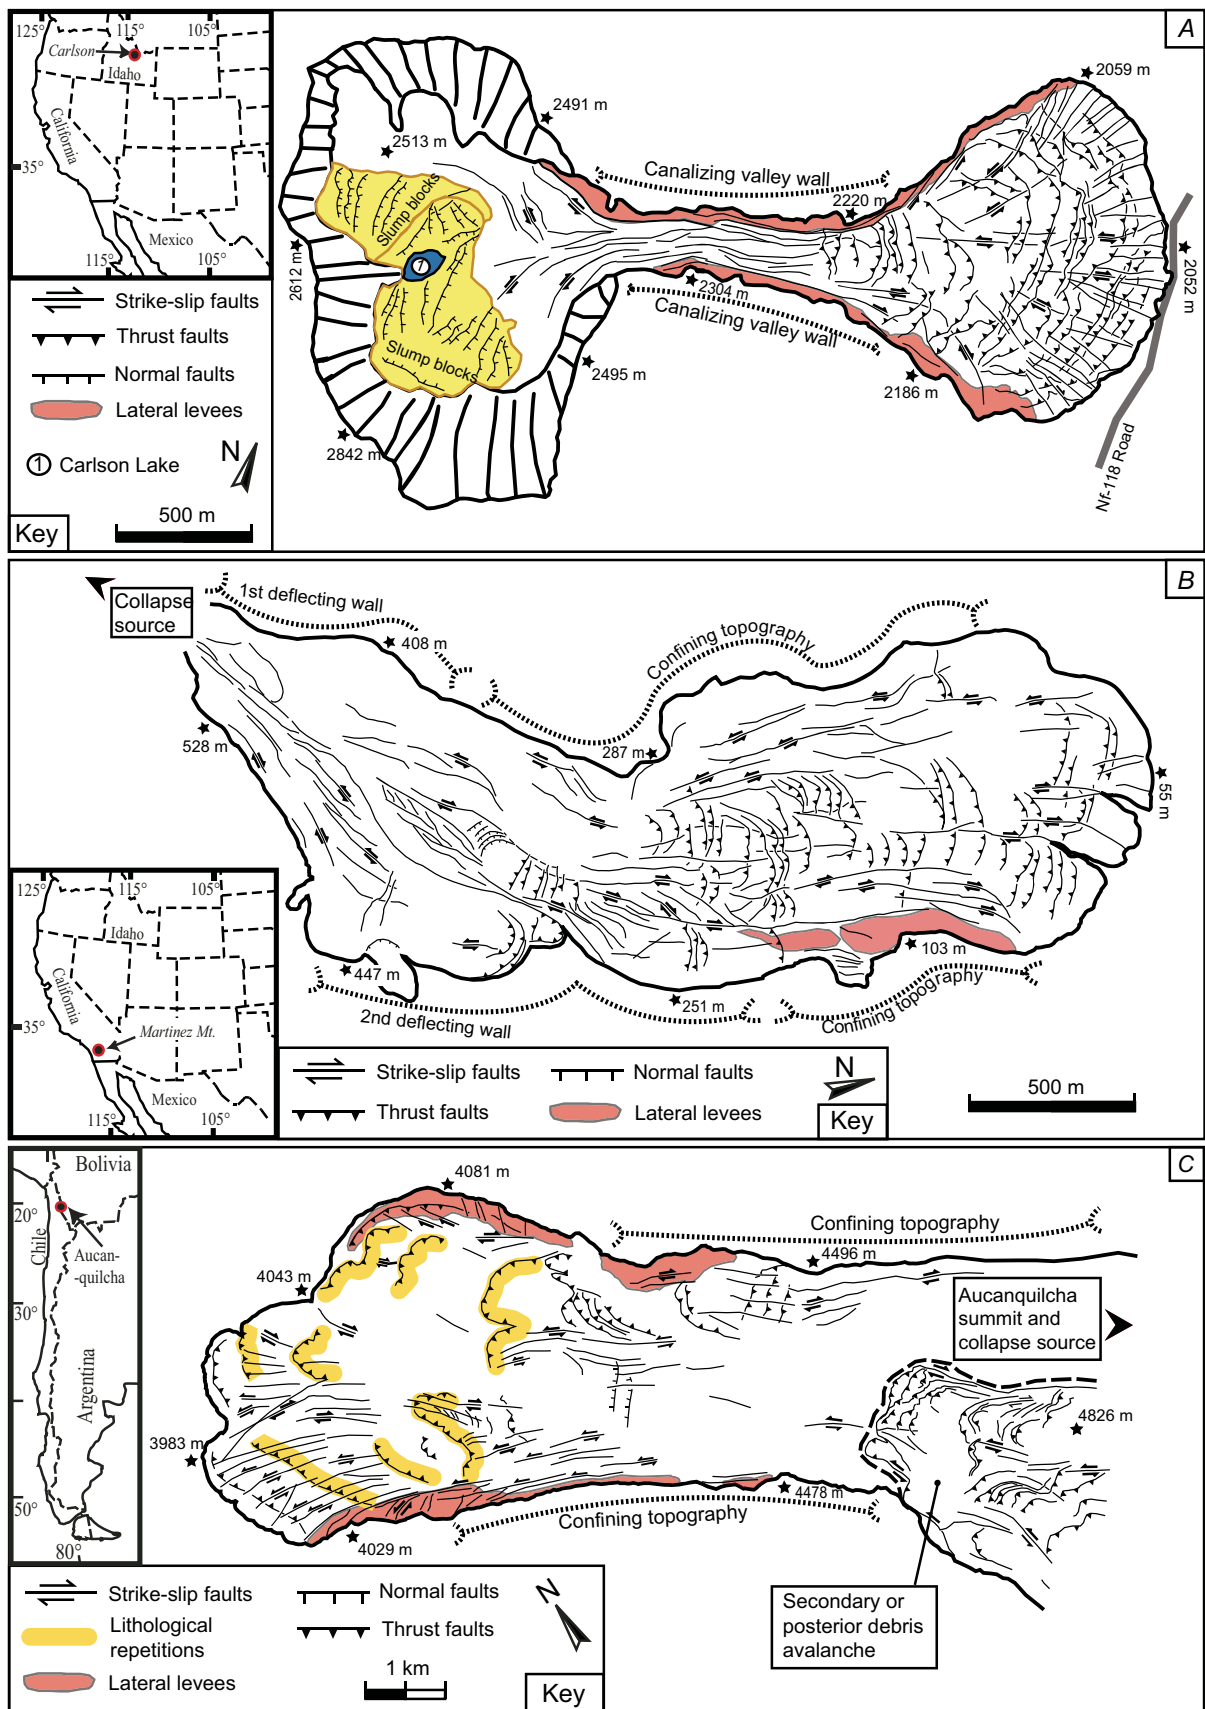 A
125°
115°
105°
Carlson
Idaho
California
35°
Mexico
115°
105°
Strike-slip faults
Thrust faults
Normal faults
Lateral levees
1 Carlson Lake
N
500 m
Key
2491 m
2059 m
2513 m
Canalizing valley wall
2220 m
Slump blocks
Slump blocks
1
2612 m
2304 m
Canalizing valley wall
2052 m
Slump blocks
2495 m
2186 m
2842 m
Nf-118 Road
B
Collapse
source
1st deflecting wall
408 m
Confining topography
528 m
287 m
55 m
447 m
103 m
251 m
2nd deflecting wall
Confining topography
125°
115°
105°
Idaho
California
35°
Martinez Mt.
Mexico
115°
105°
Strike-slip faults
Normal faults
Thrust faults
Lateral levees
N
Key
500 m
C
Bolivia
20°
Chile
Aucan-
-quilcha
30°
Argentina
50°
80°
4081 m
Confining topography
4496 m
4043 m
Aucanquilcha
summit and
collapse source
4826 m
3983 m
4478 m
Confining topography
4029 m
Secondary or
posterior debris
avalanche
Strike-slip faults
Normal faults
Lithological
repetitions
Thrust faults
Lateral levees
1 km
N
Key